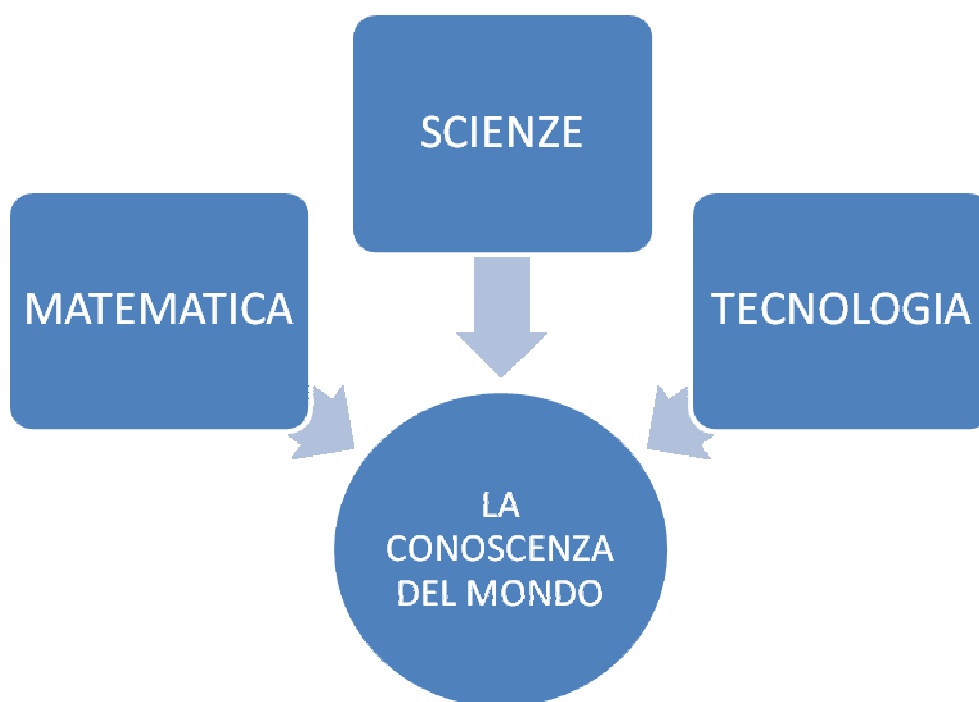 SCIENZE
MATEMATICA
TECNOLOGIA
LA
CONOSCENZA
DEL MONDO